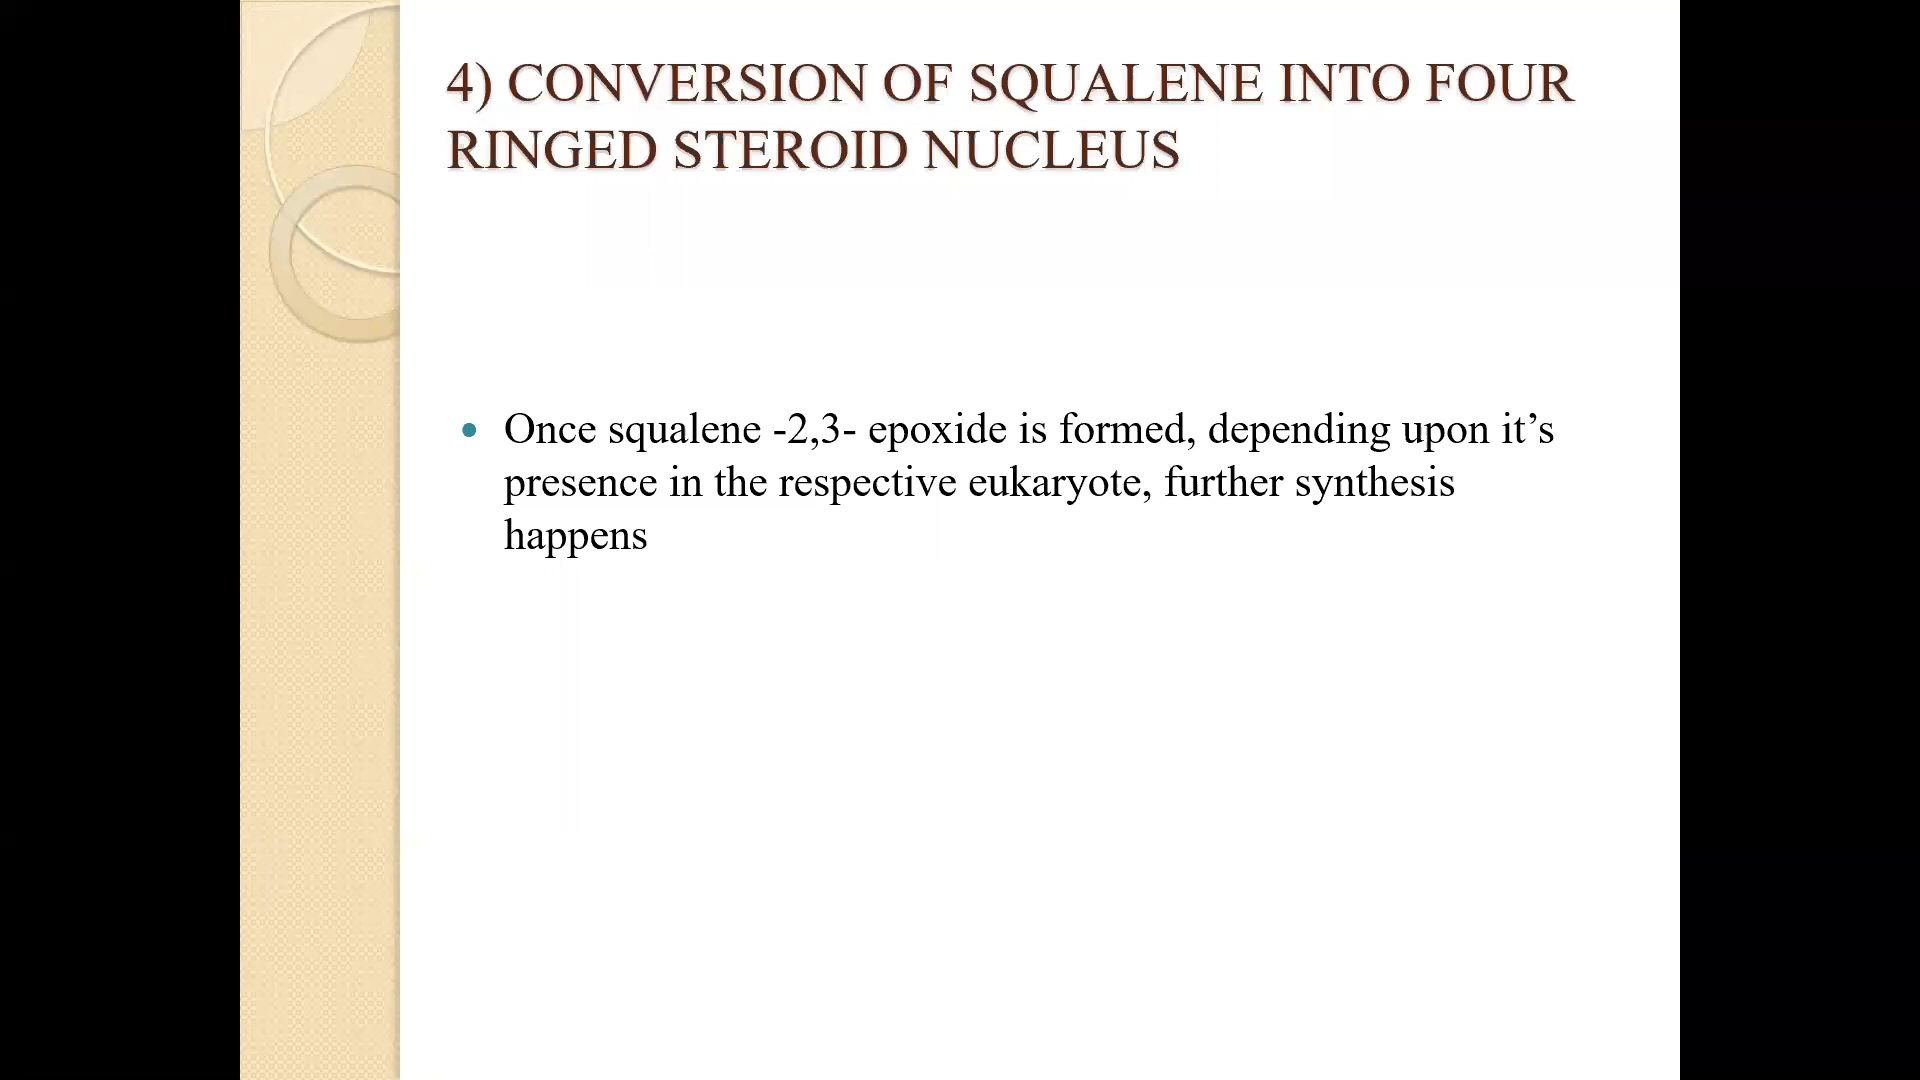 4) CONVERSION OF SQUALENE INTO FOUR
RINGED STEROID NUCLEUS
• Once squalene -2,3- epoxide is formed, depending upon it’s
presence in the respective eukaryote, further synthesis
happens